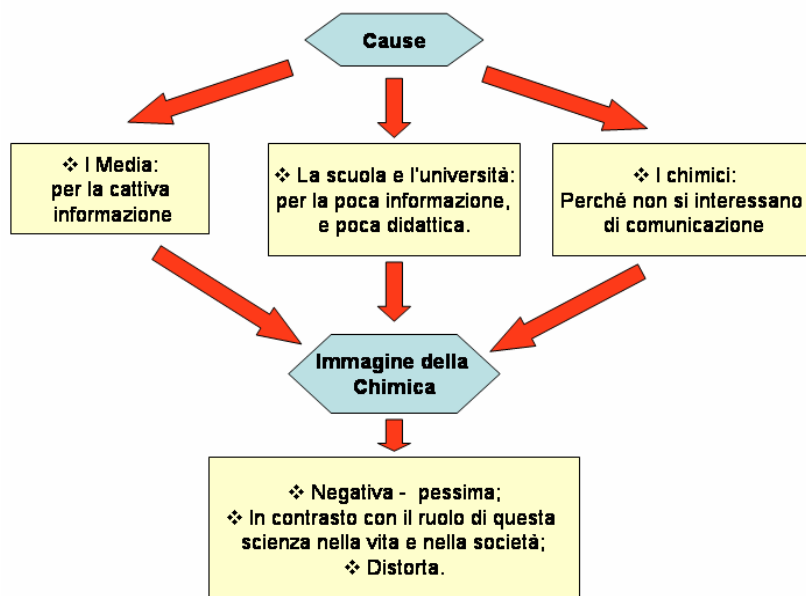 Cause
❖ I Media:
per la cattiva
informazione
❖ La scuola e l'università:
per la poca informazione,
e poca didattica.
❖ I chimici:
Perché non si interessano
di comunicazione
Immagine della
Chimica
❖ Negativa - pessima;
❖ In contrasto con il ruolo di questa
scienza nella vita e nella società;
❖ Distorta.